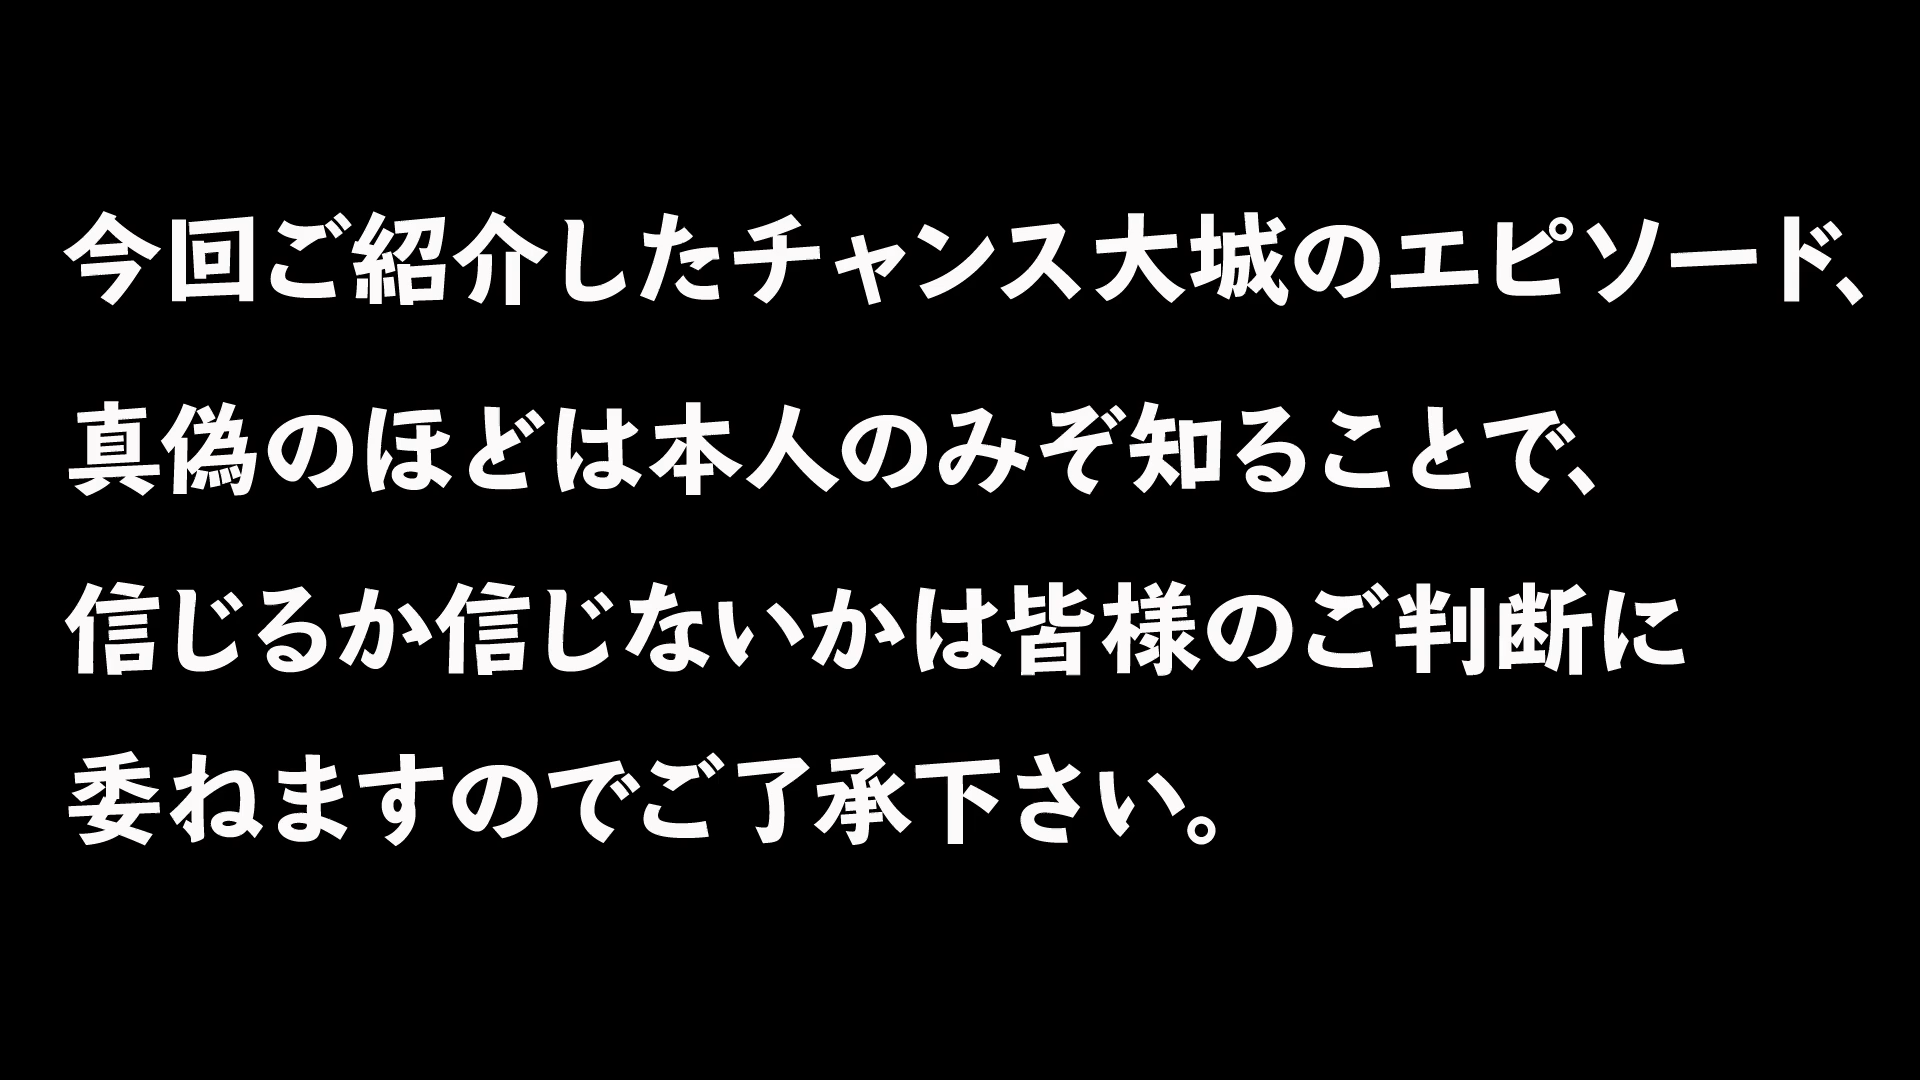 今回ご紹介したチャンス大城のエピソード、
真偽のほどは本人のみぞ知ることで、
信じるか信じないかは皆様のご判断に
委ねますのでご了承下さい。